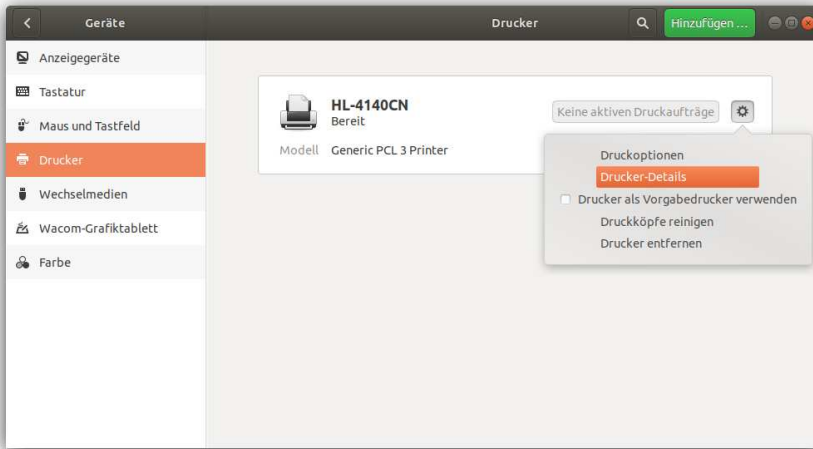 Geräte
Drucker
Hinzufügen ...
Anzeigegeräte
Tastatur
Maus und Tastfeld
Drucker
Wechselmedien
Wacom-Grafiktablett
Farbe
HL-4140CN
Bereit
Keine aktiven Druckaufträge
Modell Generic PCL 3 Printer
Druckoptionen
Drucker-Details
Drucker als Vorgabedrucker verwenden
Druckköpfe reinigen
Drucker entfernen